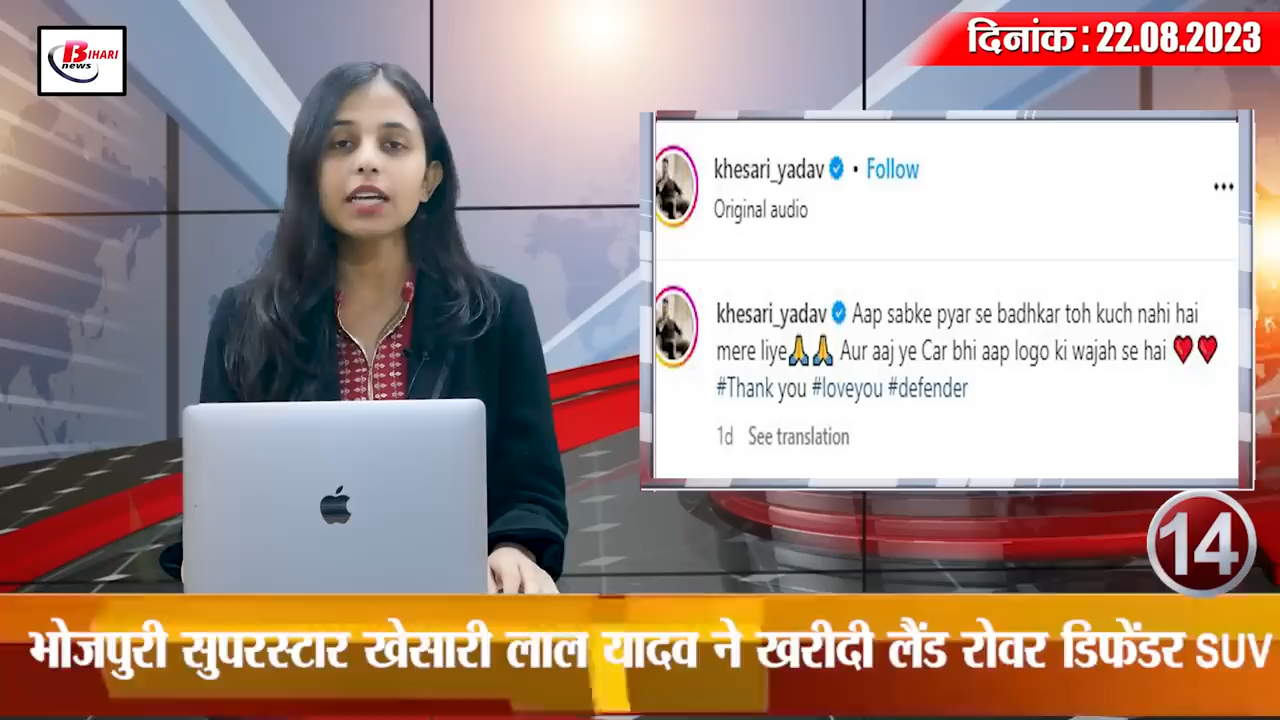 BIHARI
news
दिनांक : 22.08.2023
khesari_yadav • Follow
Original audio
khesari_yadav Aap sabke pyar se badhkar toh kuch nahi hai
mere liye🙏🙏 Aur aaj ye Car bhi aap logo ki wajah se hai ❤️❤️
#Thank you #loveyou #defender
1d See translation
14
भोजपुरी सुपरस्टार खेसारी लाल यादव ने खरीदी लैंड रोवर डिफेंडर SUV